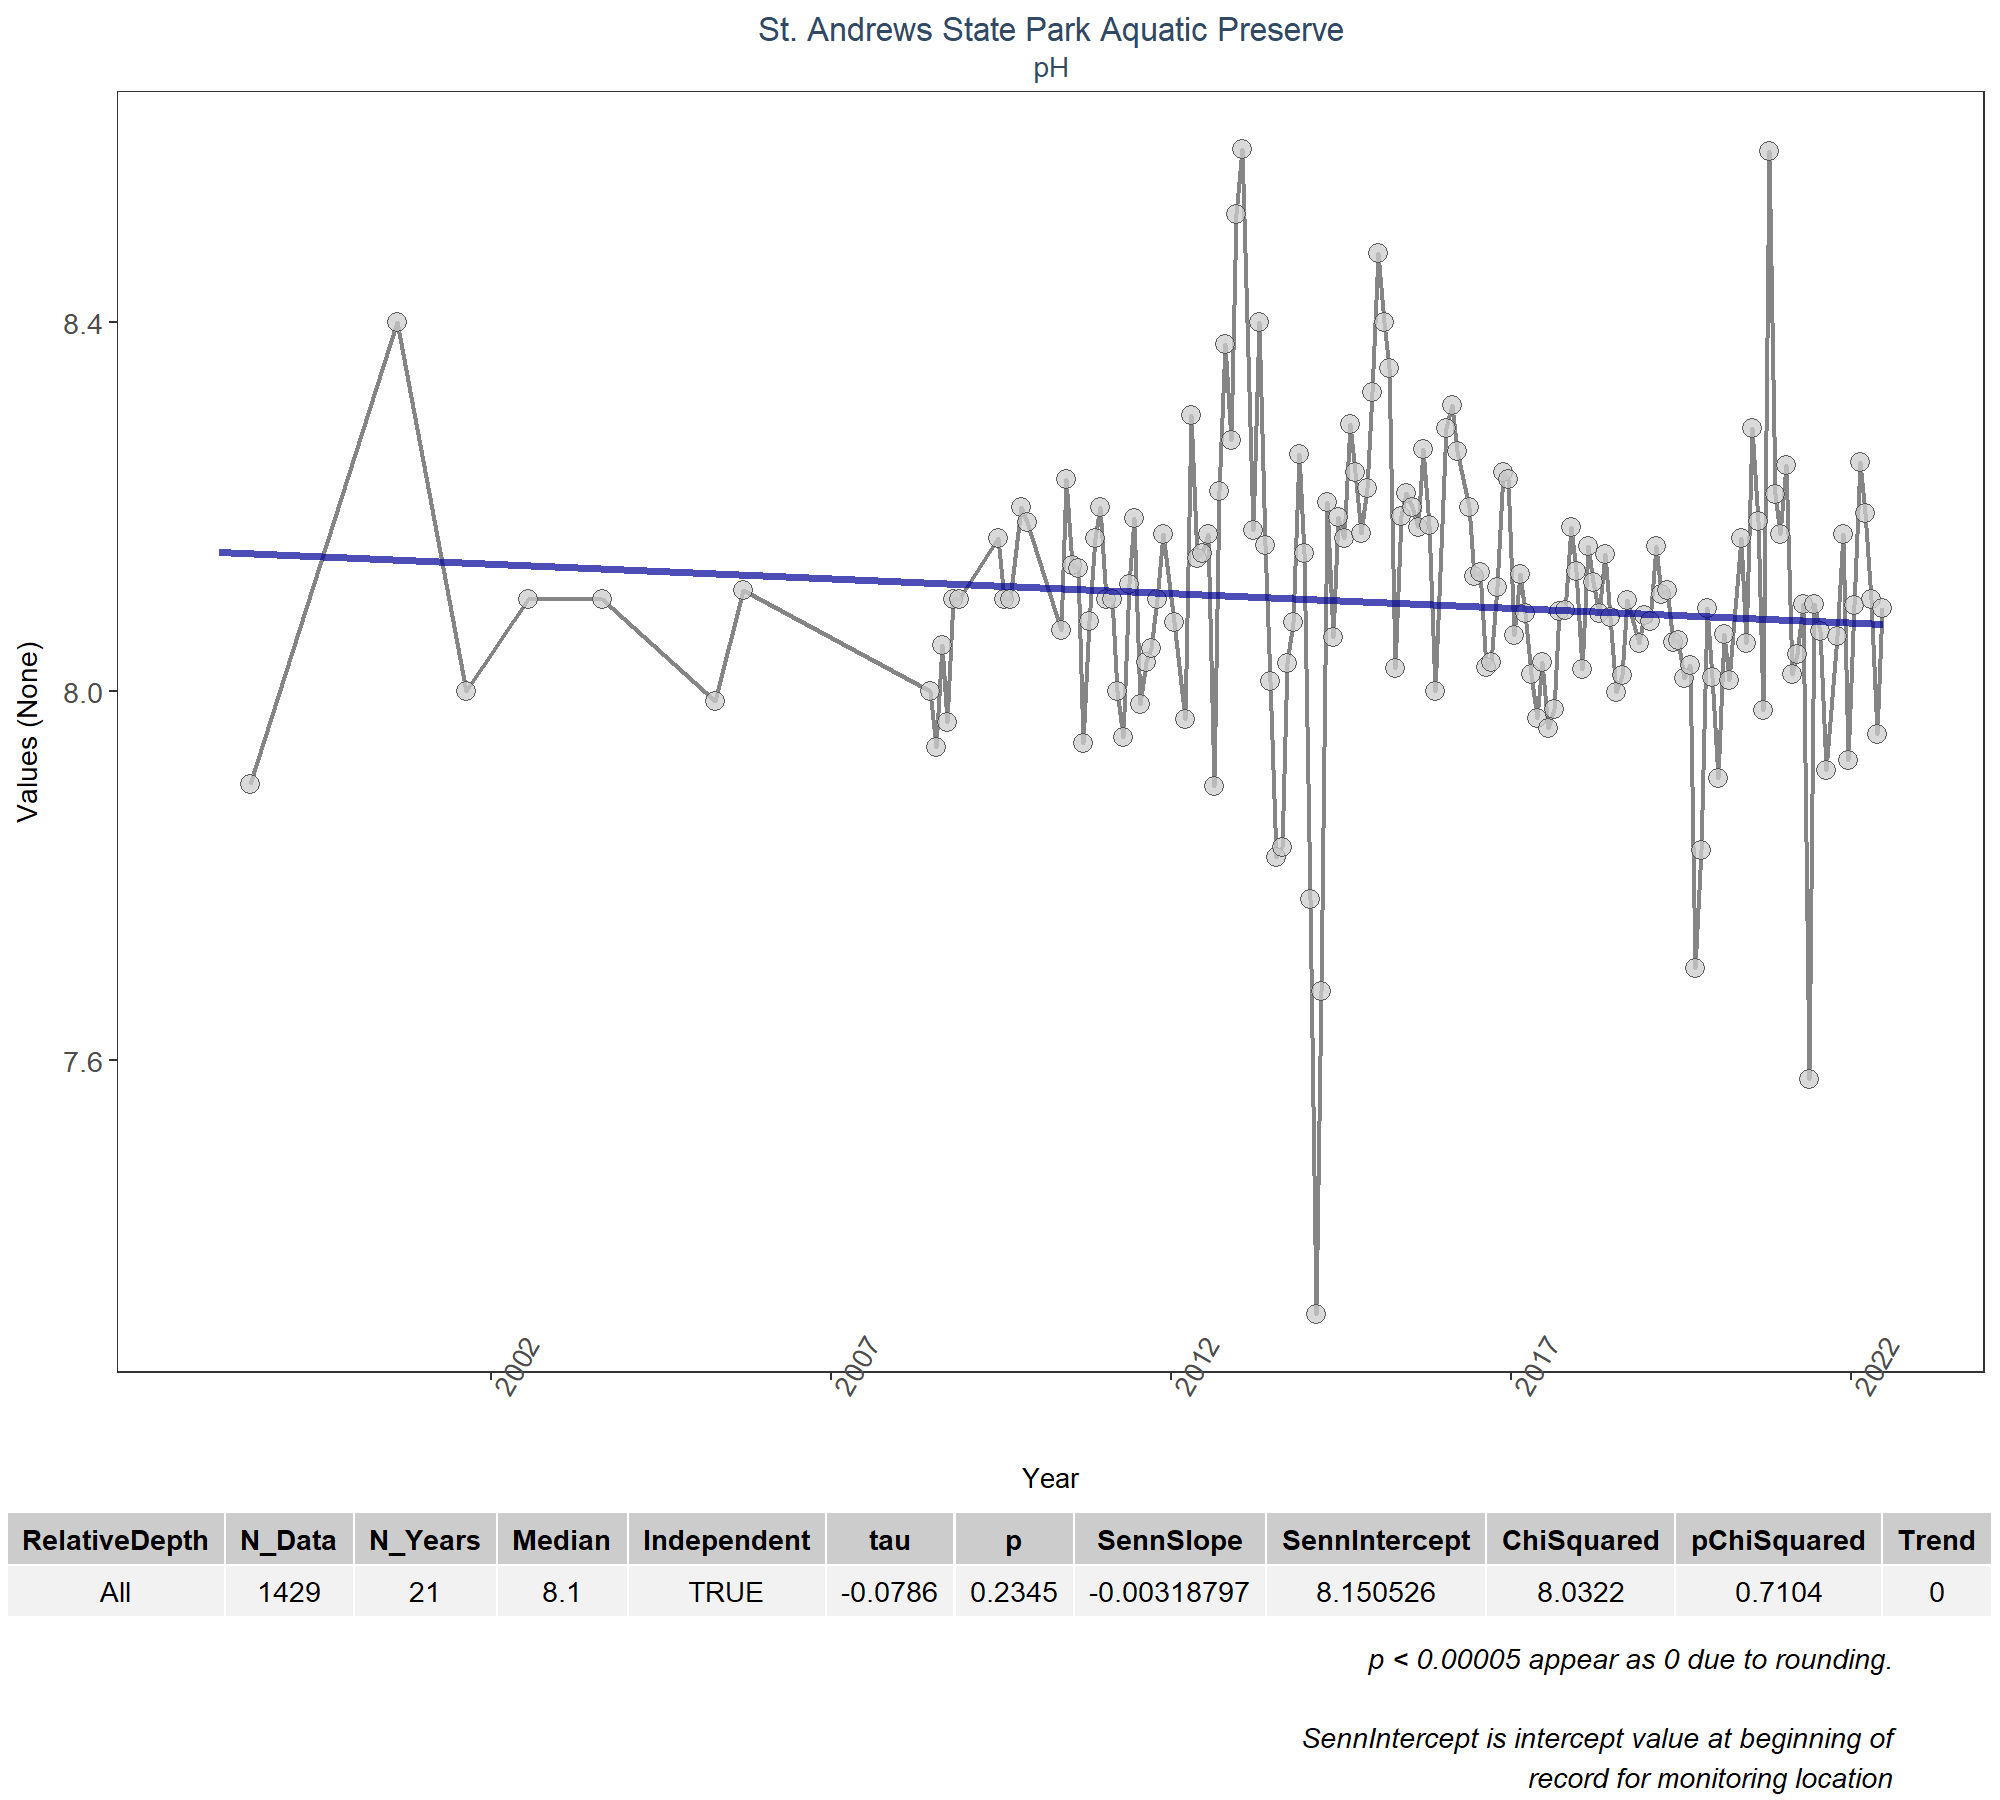 St. Andrews State Park Aquatic Preserve
pH
Values (None)
8.4
8.0
7.6
2002
2007
2012
2017
2022
Year
RelativeDepth N_Data N_Years Median Independent tau p SennSlope SennIntercept ChiSquared pChiSquared Trend
All 1429 21 8.1 TRUE -0.0786 0.2345 -0.00318797 8.150526 8.0322 0.7104 0
p < 0.00005 appear as 0 due to rounding.
SennIntercept is intercept value at beginning of
record for monitoring location